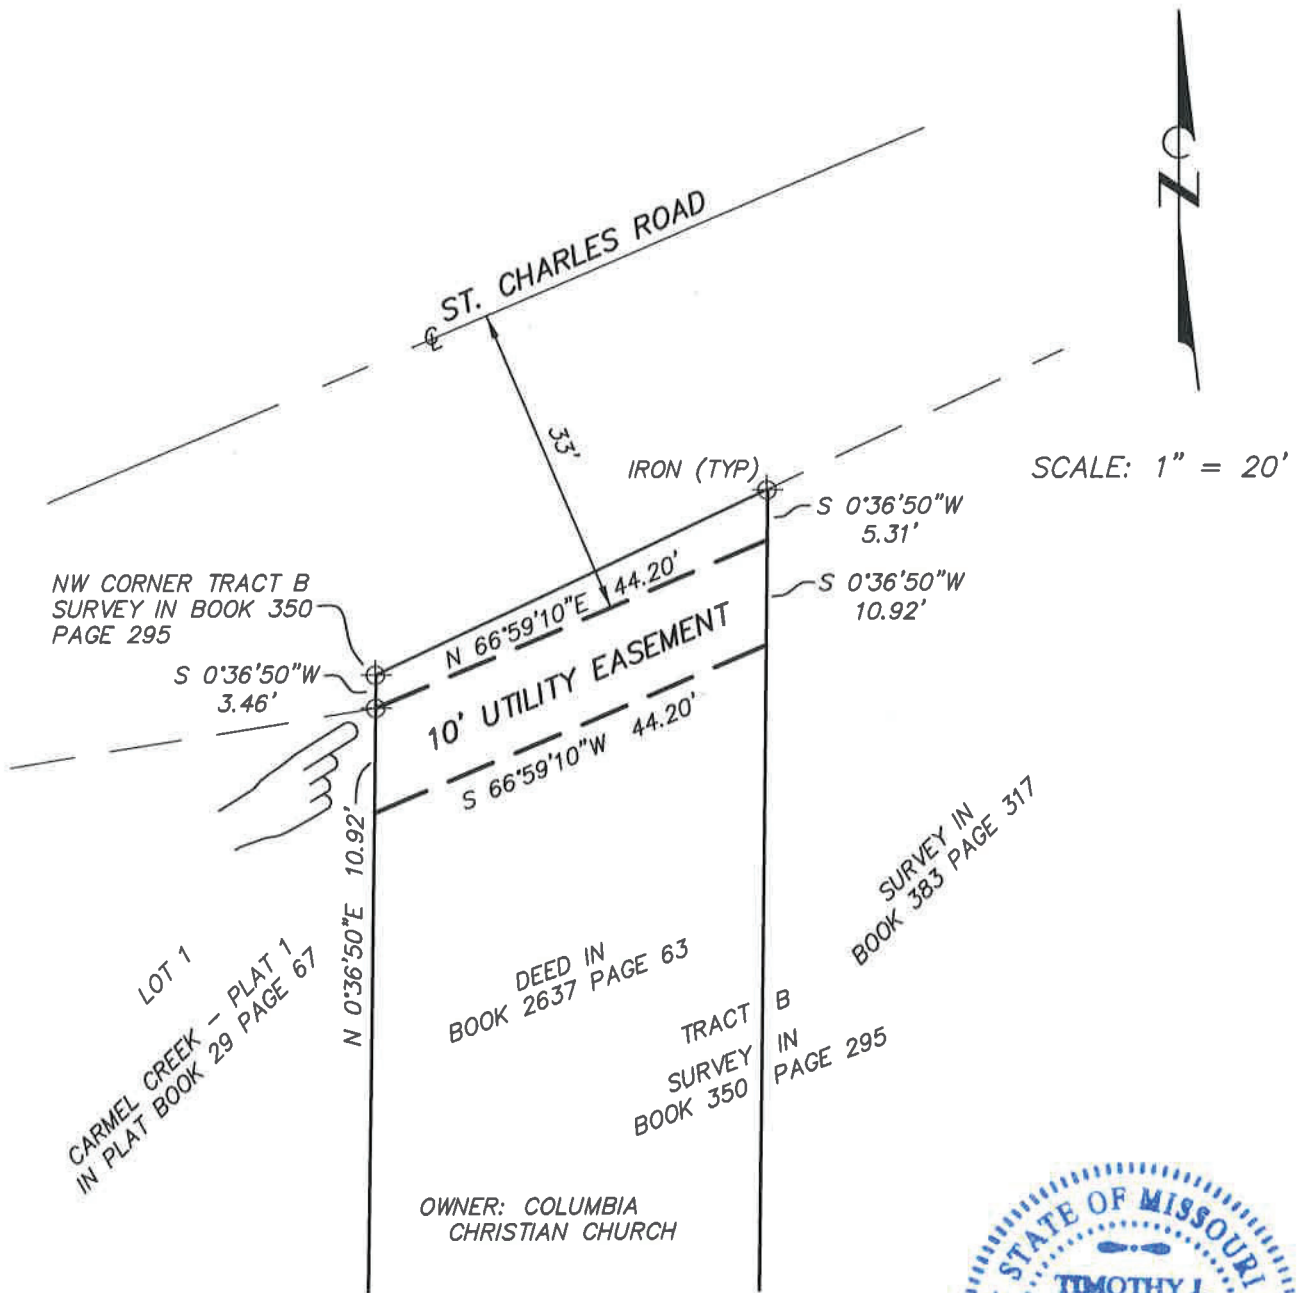 ST. CHARLES ROAD
33'
IRON (TYP)
SCALE: 1" = 20'
S 0°36'50"W
5.31'
S 0°36'50"W
10.92'
NW CORNER TRACT B
SURVEY IN BOOK 350
PAGE 295
S 0°36'50"W
3.46'
N 66°59'10"E 44.20'
10' UTILITY EASEMENT
S 66°59'10"W 44.20'
N 0°36'50"E 10.92'
SURVEY IN
BOOK 383 PAGE 317
LOT 1
CARMEL CREEK - PLAT 1
IN PLAT BOOK 29 PAGE 67
DEED IN
BOOK 2637 PAGE 63
TRACT B
SURVEY IN
BOOK 350 PAGE 295
OWNER: COLUMBIA
CHRISTIAN CHURCH
STATE OF MISSOURI
TIMOTHY J.